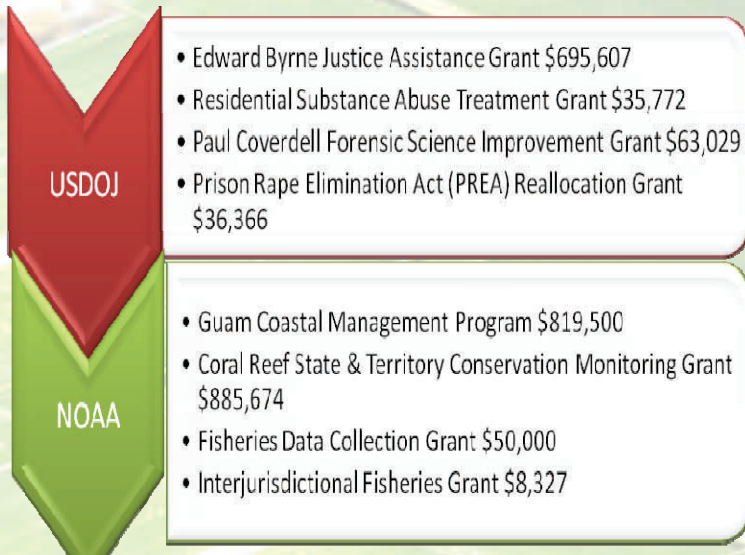 USDOJ
• Edward Byrne Justice Assistance Grant $695,607
• Residential Substance Abuse Treatment Grant $35,772
• Paul Coverdell Forensic Science Improvement Grant $63,029
• Prison Rape Elimination Act (PREA) Reallocation Grant
$36,366
NOAA
• Guam Coastal Management Program $819,500
• Coral Reef State & Territory Conservation Monitoring Grant
$885,674
• Fisheries Data Collection Grant $50,000
• Interjurisdictional Fisheries Grant $8,327